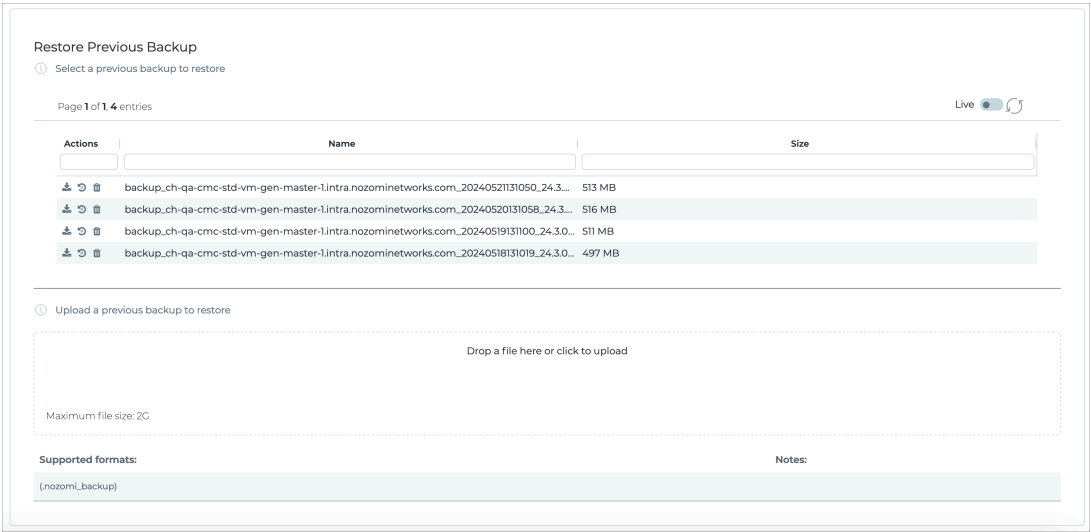 Restore Previous Backup
Select a previous backup to restore
Page 1 of 1, 4 entries
Live
Actions Name Size
backup_ch-qa-cmc-std-vm-gen-master-1.intra.nozominetworks.com_20240521131050_24.3.... 513 MB
backup_ch-qa-cmc-std-vm-gen-master-1.intra.nozominetworks.com_20240520131058_24.3.... 516 MB
backup_ch-qa-cmc-std-vm-gen-master-1.intra.nozominetworks.com_20240519131100_24.3.0... 511 MB
backup_ch-qa-cmc-std-vm-gen-master-1.intra.nozominetworks.com_20240518131019_24.3.0... 497 MB
Upload a previous backup to restore
Drop a file here or click to upload
Maximum file size: 2G
Supported formats: Notes:
(.nozomi_backup)